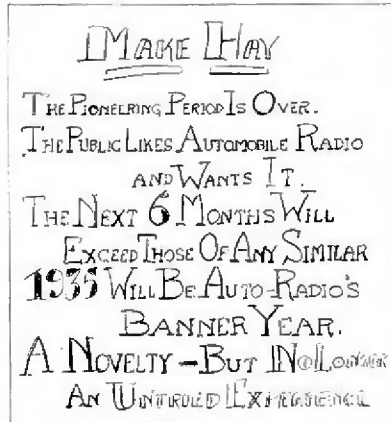 MAKE HAY
THE PIONEERING PERIOD IS OVER.
THE PUBLIC LIKES AUTOMOBILE RADIO
AND WANTS IT.
THE NEXT 6 MONTHS WILL
EXCEED THOSE OF ANY SIMILAR
1935 WILL BE AUTO-RADIO'S
BANNER YEAR.
A NOVELTY – BUT NO LONGER
AN UNTRIED EXPERIENCE